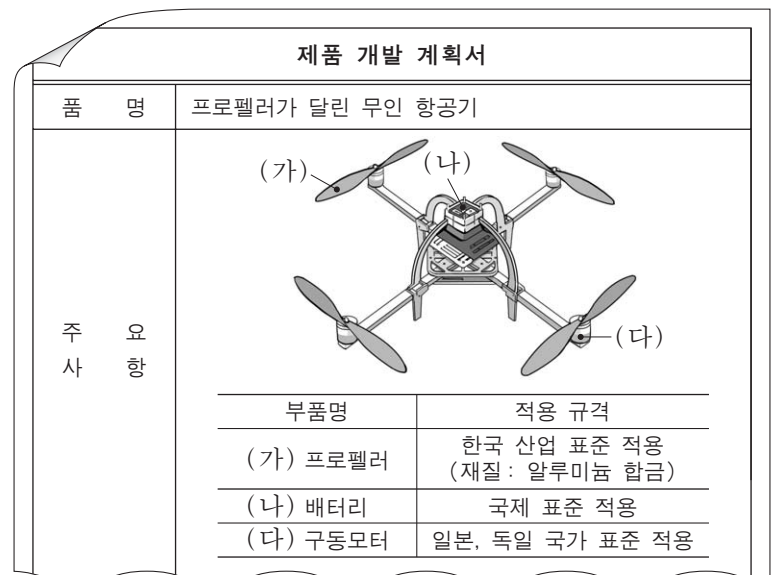 제품 개발 계획서
품 명 프로펠러가 달린 무인 항공기
(가) (나)
(다)
주 요
사 항
부품명 적용 규격
(가) 프로펠러 한국 산업 표준 적용
(재질 : 알루미늄 합금)
(나) 배터리 국제 표준 적용
(다) 구동모터 일본, 독일 국가 표준 적용